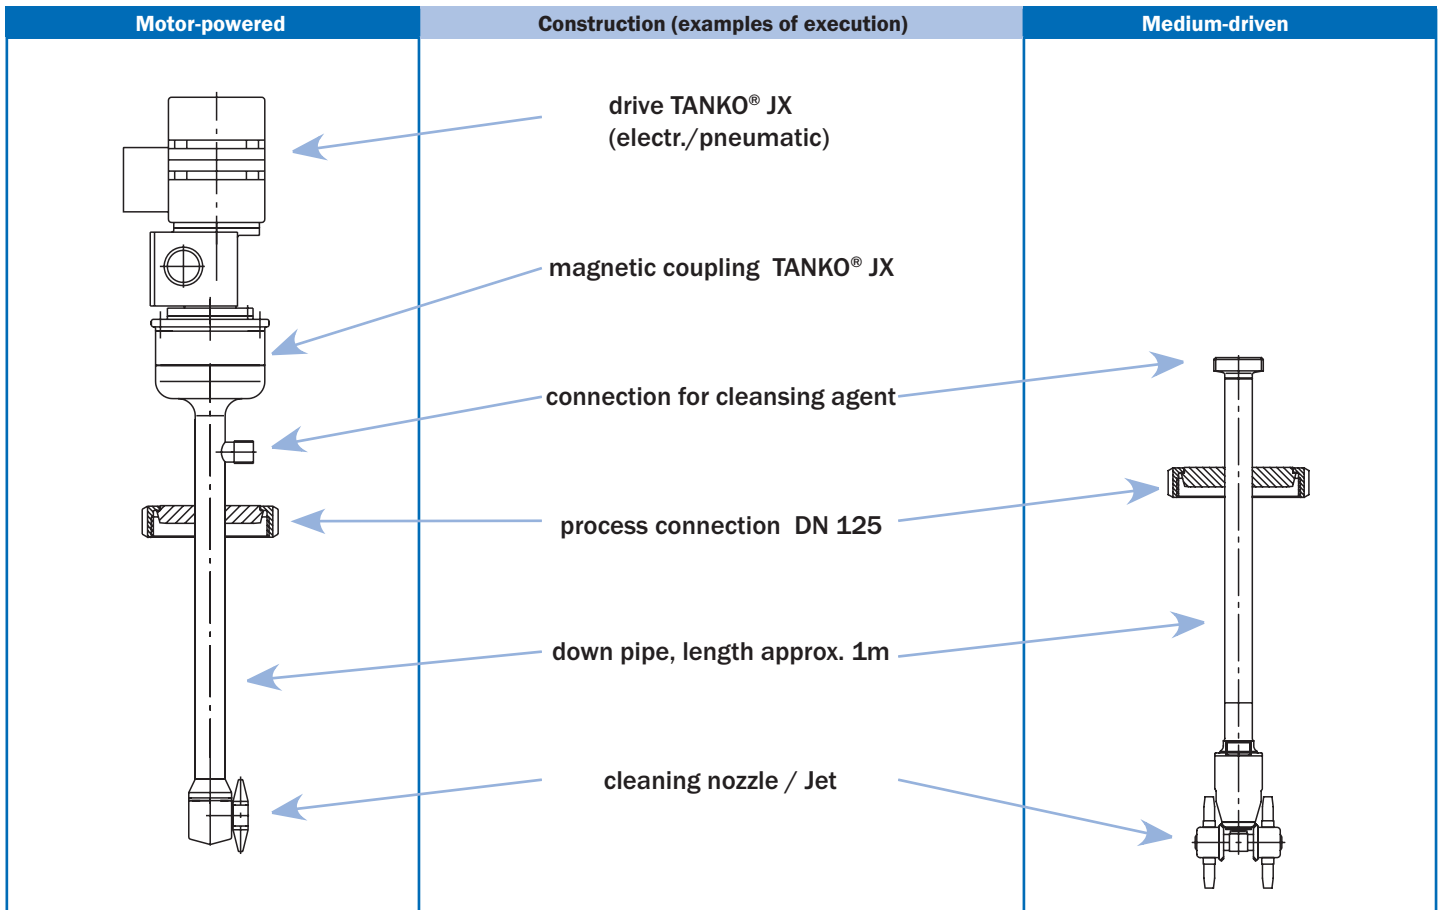 Motor-powered
Construction (examples of execution)
Medium-driven
drive TANKO® JX
(electr./pneumatic)
magnetic coupling TANKO® JX
connection for cleansing agent
process connection DN 125
down pipe, length approx. 1m
cleaning nozzle / Jet